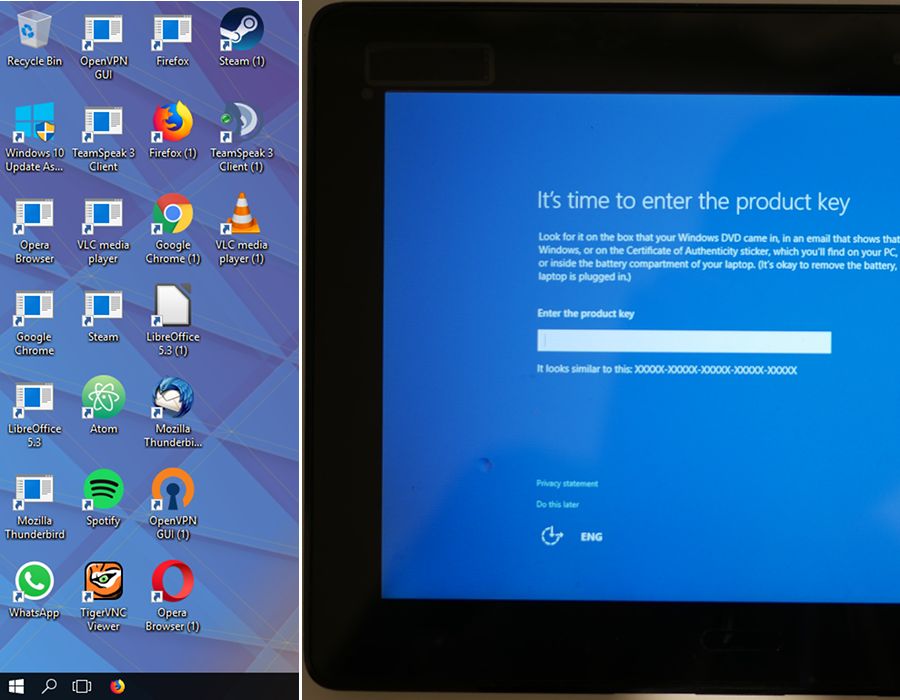 Recycle Bin
OpenVPN
GUI
Firefox
Steam (1)
Windows 10
Update As...
TeamSpeak 3
Client
Firefox (1)
TeamSpeak 3
Client (1)
Opera
Browser
VLC media
player
Google
Chrome (1)
VLC media
player (1)
Google
Chrome
Steam
LibreOffice
5.3 (1)
LibreOffice
5.3
Atom
Mozilla
Thunderbi...
Mozilla
Thunderbird
Spotify
OpenVPN
GUI (1)
WhatsApp
TigerVNC
Viewer
Opera
Browser (1)
It's time to enter the product key
Look for it on the box that your Windows DVD came in, in an email that shows that
Windows, or on the Certificate of Authenticity sticker, which you'll find on your PC,
or inside the battery compartment of your laptop. (It's okay to remove the battery,
laptop is plugged in.)
Enter the product key
It looks similar to this: XXXXX-XXXXX-XXXXX-XXXXX-XXXXX
Privacy statement
Do this later
ENG